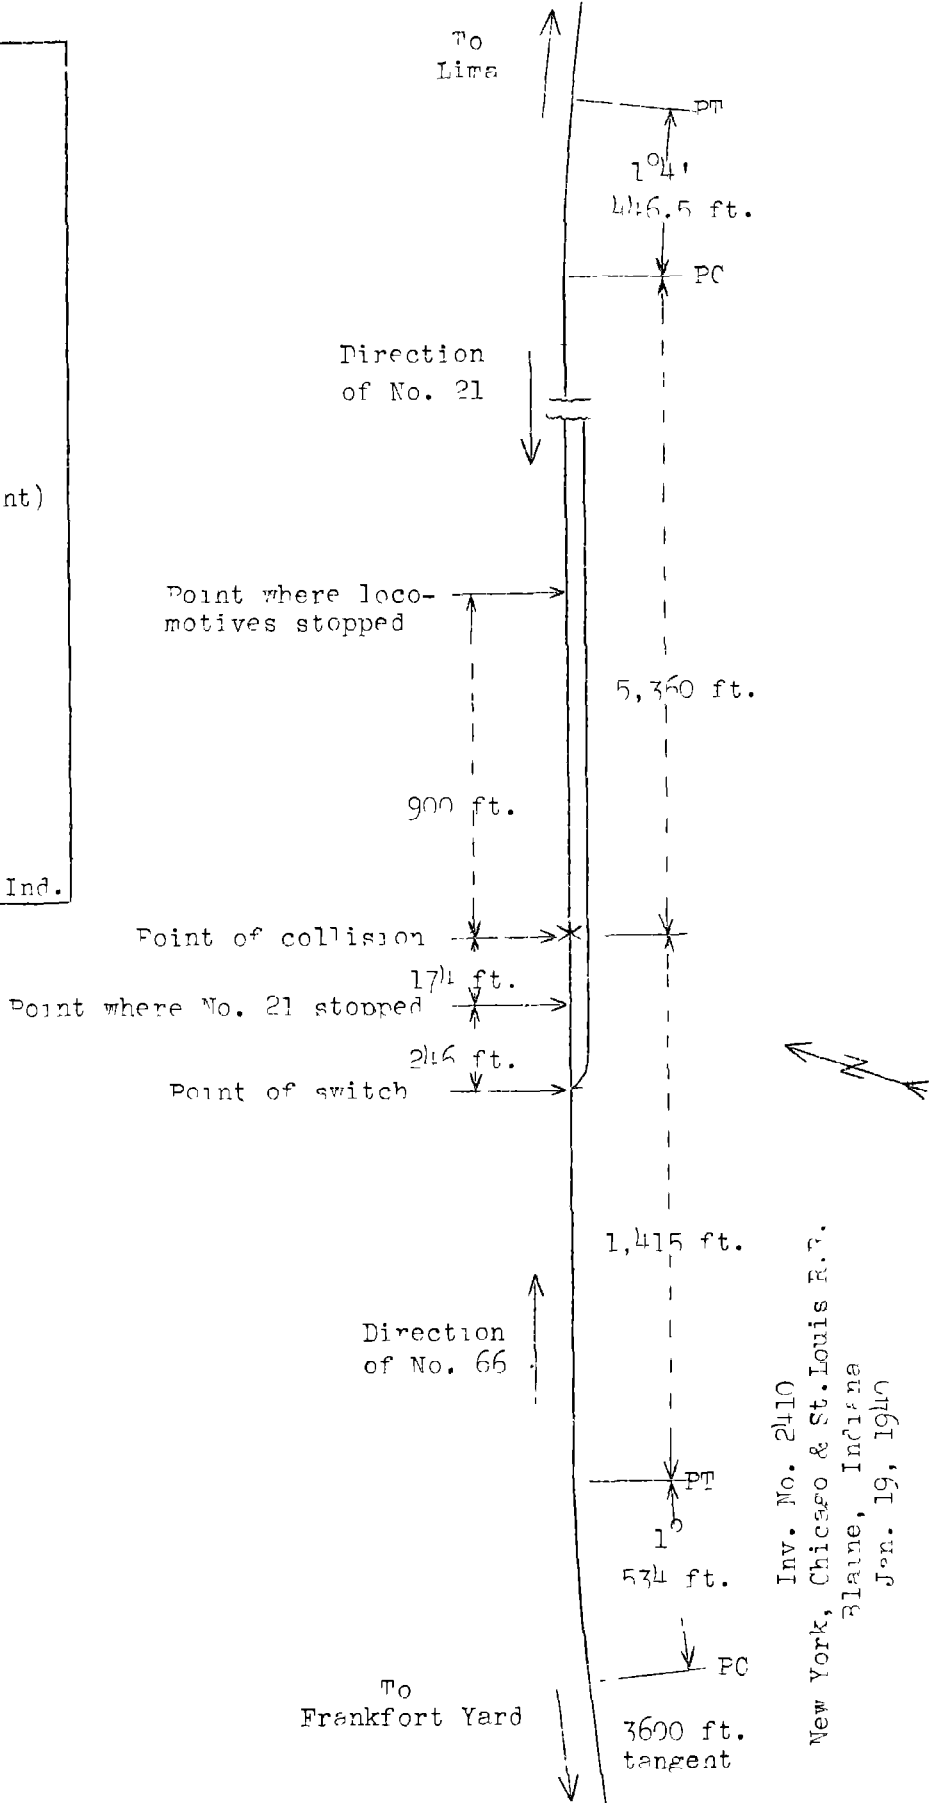 To
Lima
PT
1°4'
446.5 ft.
PC
Direction
of No. 21
nt)
Point where loco-
motives stopped
5,360 ft.
900 ft.
Ind.
Point of collision
174 ft.
Point where No. 21 stopped
246 ft.
Point of switch
1,415 ft.
Direction
of No. 66
PT
1°
534 ft.
PC
To
Frankfort Yard
3600 ft.
tangent
Inv. No. 2410
New York, Chicago & St.Louis R.R.
Blaine, Indiana
Jan. 19, 1940